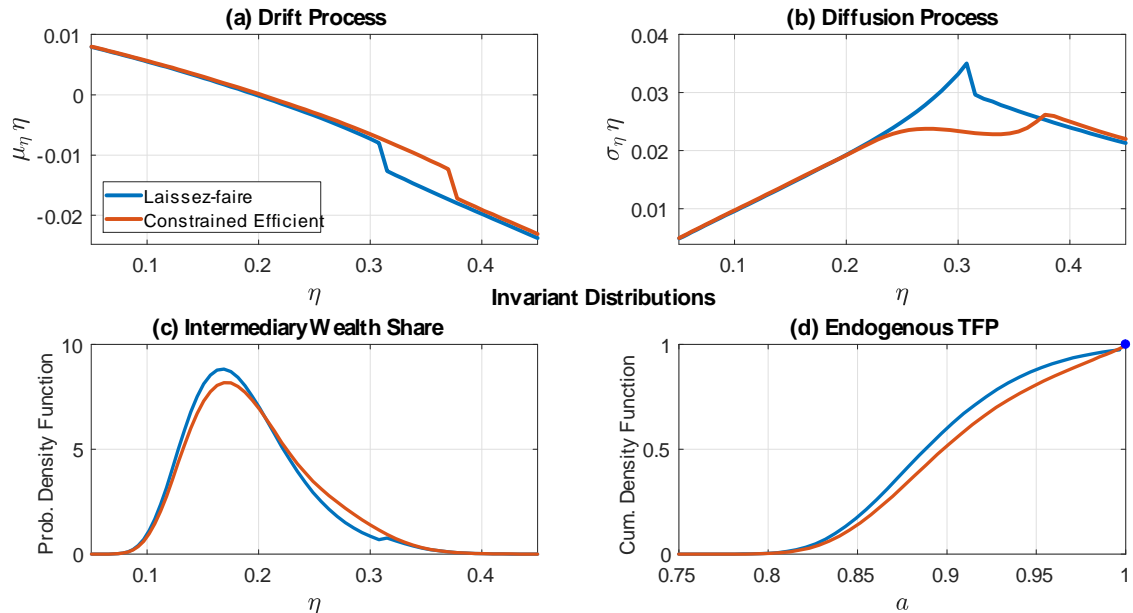 (a) Drift Process
0.01
0
-0.01
-0.02
μ_η η
Laissez-faire
Constrained Efficient
0.1 0.2 0.3 0.4
η
(b) Diffusion Process
0.04
0.03
0.02
0.01
σ_η η
0.1 0.2 0.3 0.4
η
Invariant Distributions
(c) Intermediary Wealth Share
10
5
0
Prob. Density Function
0.1 0.2 0.3 0.4
η
(d) Endogenous TFP
1
0.5
0
Cum. Density Function
0.75 0.8 0.85 0.9 0.95 1
a